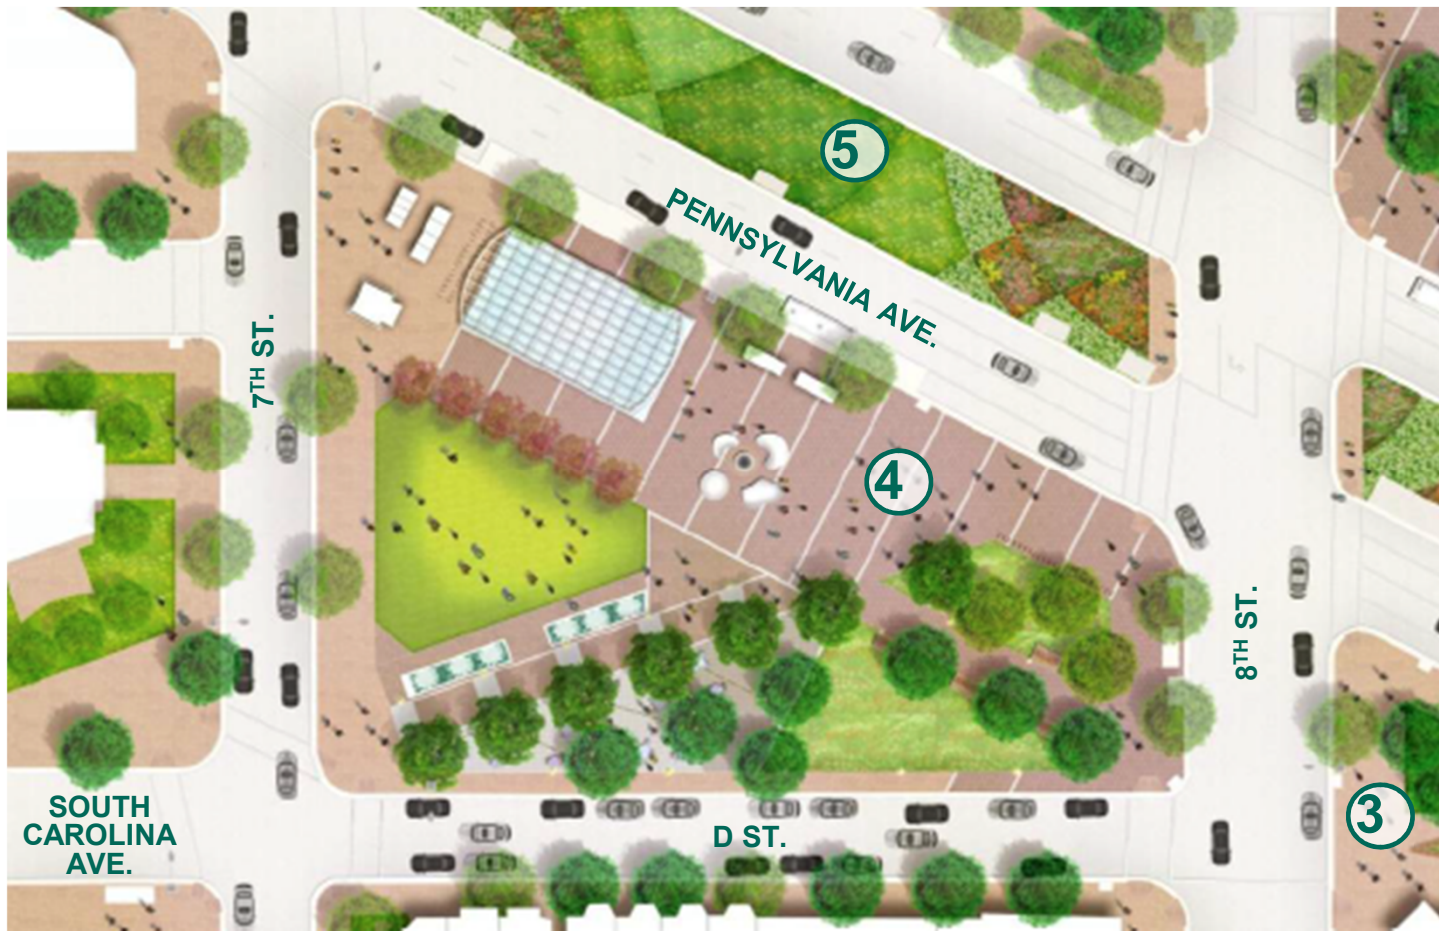 5
PENNSYLVANIA AVE.
7TH ST.
4
8TH ST.
SOUTH
CAROLINA
AVE.
D ST.
3